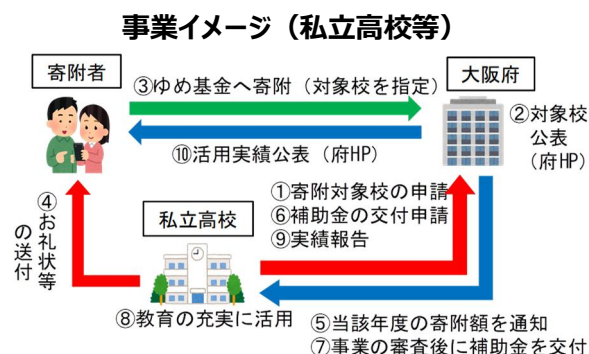 事業イメージ（私立高校等）
寄附者
大阪府
③ゆめ基金へ寄附（対象校を指定）
②対象校
公表
（府HP）
⑩活用実績公表（府HP）
①寄附対象校の申請
⑥補助金の交付申請
⑨実績報告
④お礼状等
の送付
私立高校
⑧教育の充実に活用
⑤当該年度の寄附額を通知
⑦事業の審査後に補助金を交付